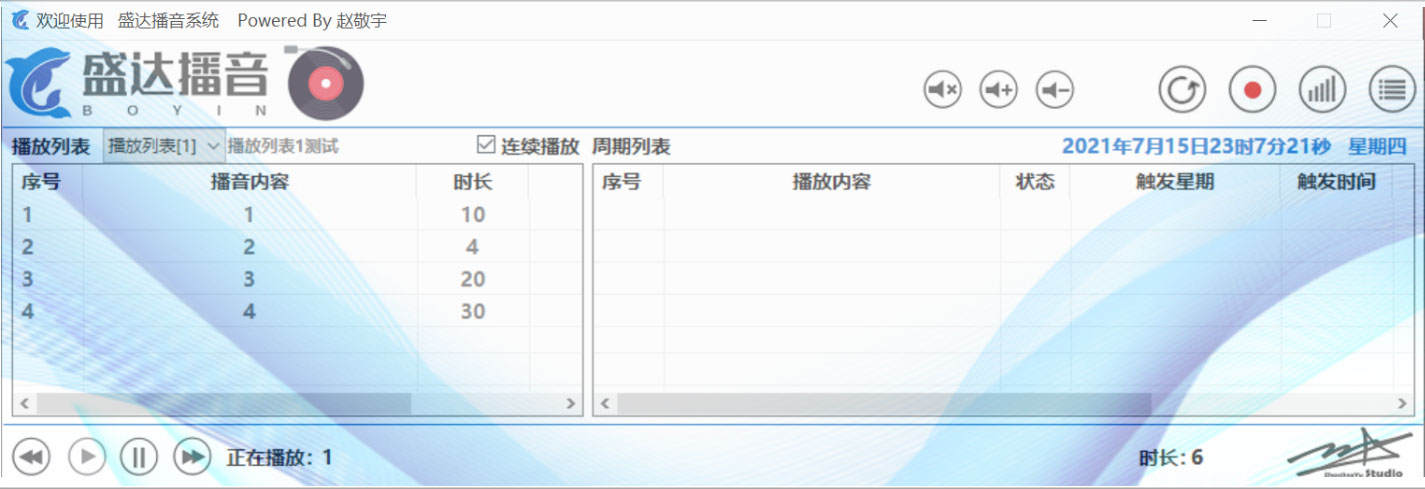 欢迎使用 盛达播音系统 Powered By 赵敬宇
盛达播音
BOYIN
播放列表 播放列表[1] 播放列表1测试 连续播放 周期列表 2021年7月15日23时7分21秒 星期四
序号 播音内容 时长 序号 播放内容 状态 触发星期 触发时间
1 1 10
2 2 4
3 3 20
4 4 30
正在播放：1 时长: 6
Studio